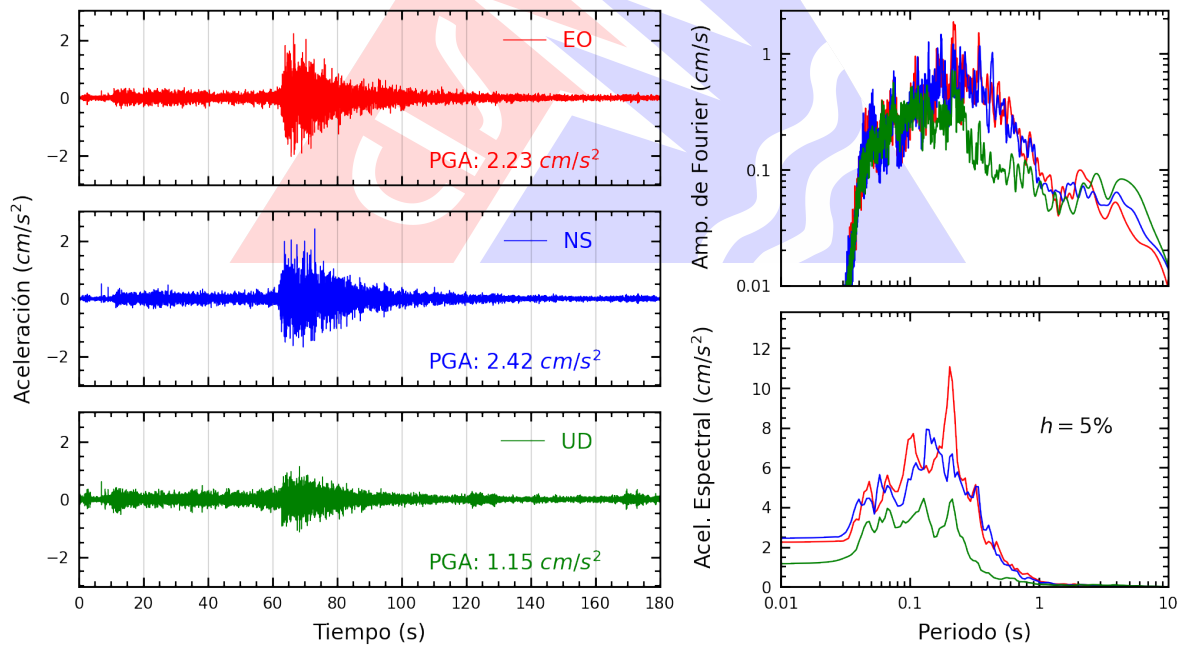 Aceleración (cm/s²)
2
0
−2
EO
PGA: 2.23 cm/s²
2
0
−2
NS
PGA: 2.42 cm/s²
2
0
−2
UD
PGA: 1.15 cm/s²
0 20 40 60 80 100 120 140 160 180
Tiempo (s)
Amp. de Fourier (cm/s)
1
0.1
0.01
Acel. Espectral (cm/s²)
12
10
8
6
4
2
0
h = 5%
0.01 0.1 1 10
Periodo (s)